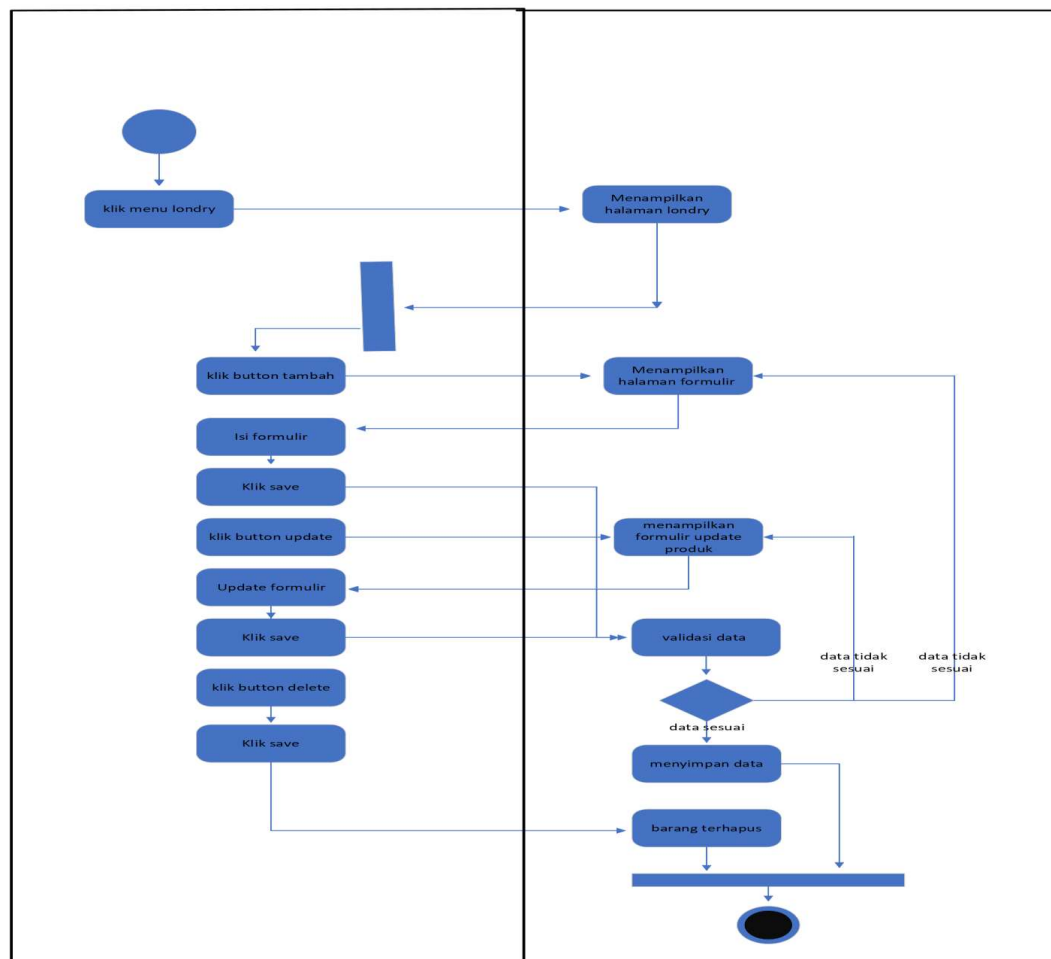 klik menu londry
Menampilkan
halaman londry
klik button tambah
Menampilkan
halaman formulir
Isi formulir
Klik save
klik button update
menampilkan
formulir update
produk
Update formulir
Klik save
validasi data
data tidak
sesuai
data tidak
sesuai
klik button delete
data sesuai
Klik save
menyimpan data
barang terhapus